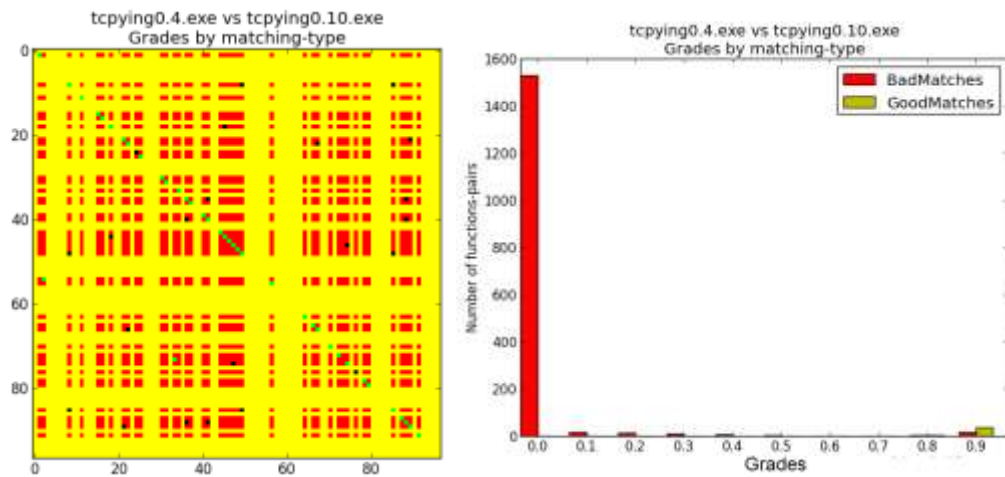 tcpying0.4.exe vs tcpying0.10.exe
Grades by matching-type
0
20
40
60
80
0 20 40 60 80
tcpying0.4.exe vs tcpying0.10.exe
Grades by matching-type
Number of functions-pairs
1600
1400
1200
1000
800
600
400
200
0
BadMatches
GoodMatches
0.0 0.1 0.2 0.3 0.4 0.5 0.6 0.7 0.8 0.9
Grades